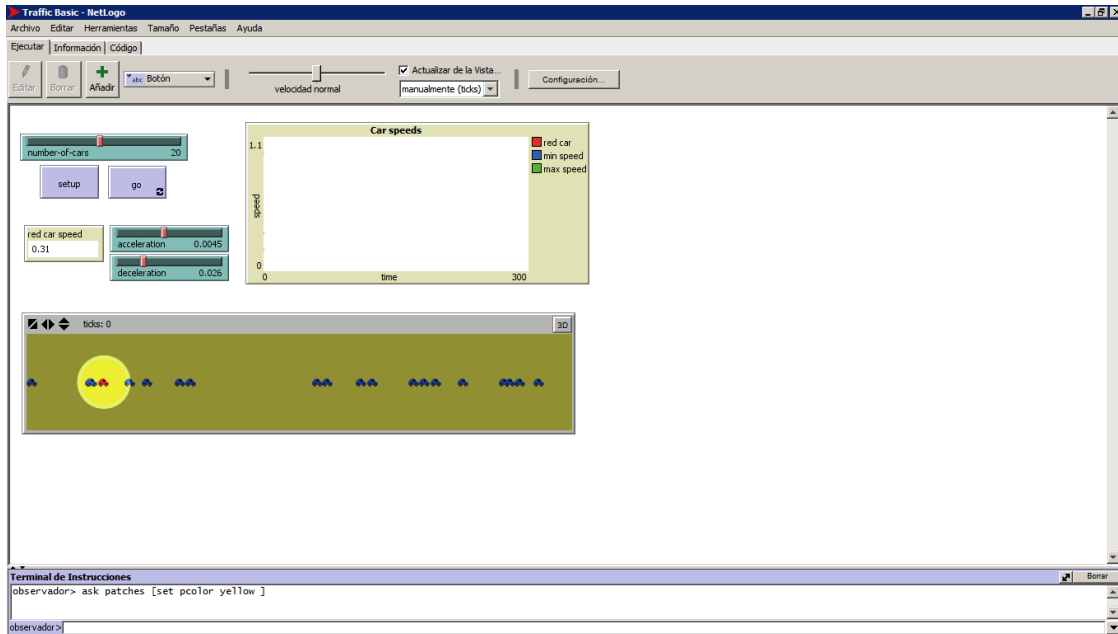 Traffic Basic - NetLogo
Archivo Editar Herramientas Tamaño Pestañas Ayuda
Ejecutar Información Código
Editar Borrar Añadir abc Botón velocidad normal Actualizar de la Vista... manualmente (ticks) Configuración...
number-of-cars 20
setup go
red car speed
0.31
acceleration 0.0045
deceleration 0.026
Car speeds
1.1
speed
0
0 time 300
red car
min speed
max speed
ticks: 0 3D
Terminal de Instrucciones Borrar
observador> ask patches [set pcolor yellow ]
observador>